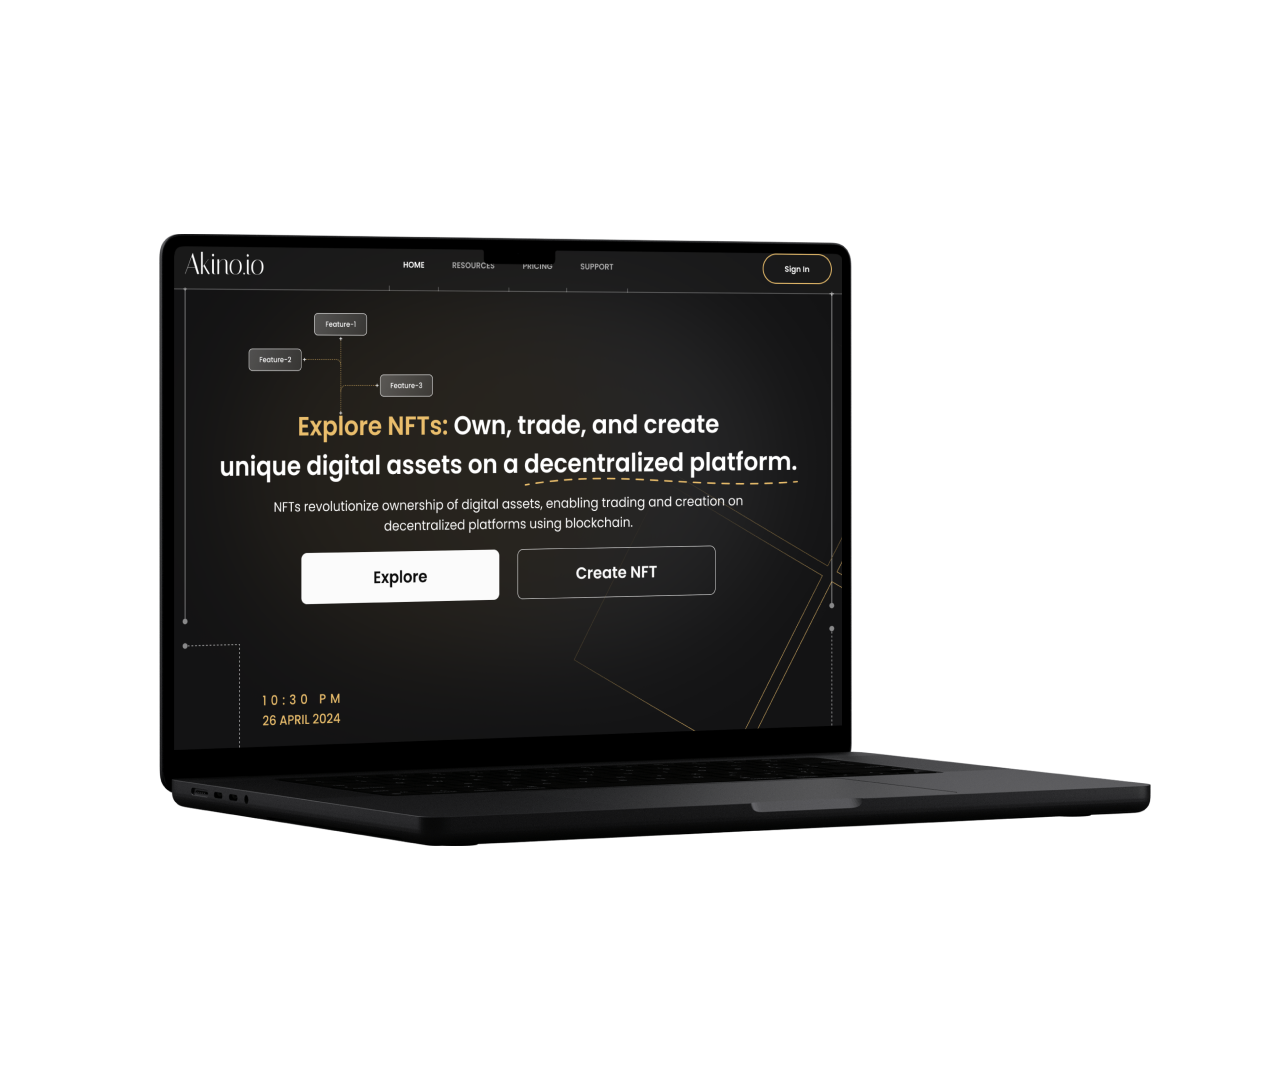 Akino.io
HOME RESOURCES PRICING SUPPORT
Sign In
Feature-1
Feature-2
Feature-3
Explore NFTs: Own, trade, and create
unique digital assets on a decentralized platform.
NFTs revolutionize ownership of digital assets, enabling trading and creation on
decentralized platforms using blockchain.
Explore
Create NFT
10:30 PM
26 APRIL 2024